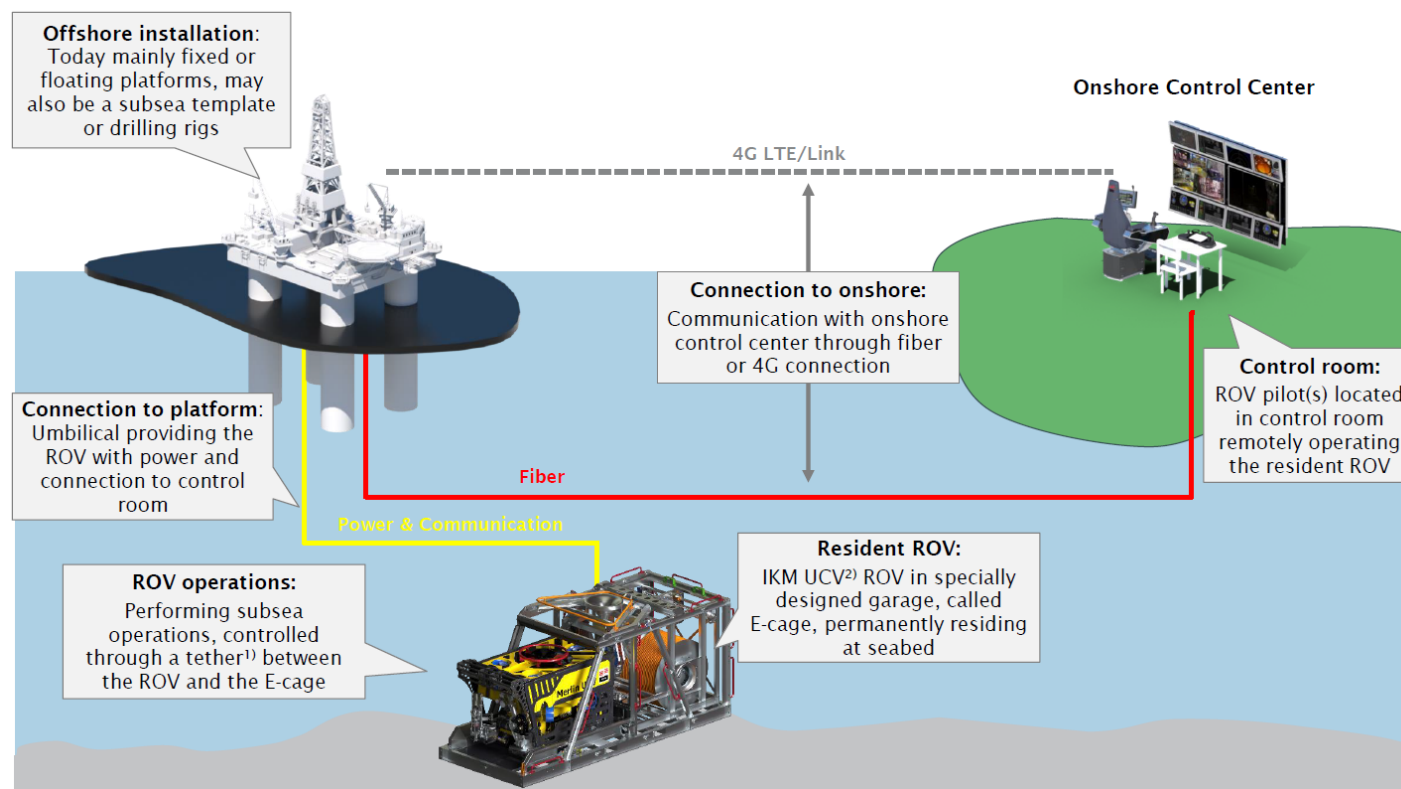 Offshore installation:
Today mainly fixed or
floating platforms, may
also be a subsea template
or drilling rigs
Onshore Control Center
4G LTE/Link
Connection to onshore:
Communication with onshore
control center through fiber
or 4G connection
Control room:
ROV pilot(s) located
in control room
remotely operating
the resident ROV
Connection to platform:
Umbilical providing the
ROV with power and
connection to control
room
Fiber
Power & Communication
ROV operations:
Performing subsea
operations, controlled
through a tether¹⁾ between
the ROV and the E-cage
Resident ROV:
IKM UCV²⁾ ROV in specially
designed garage, called
E-cage, permanently residing
at seabed
Merlin